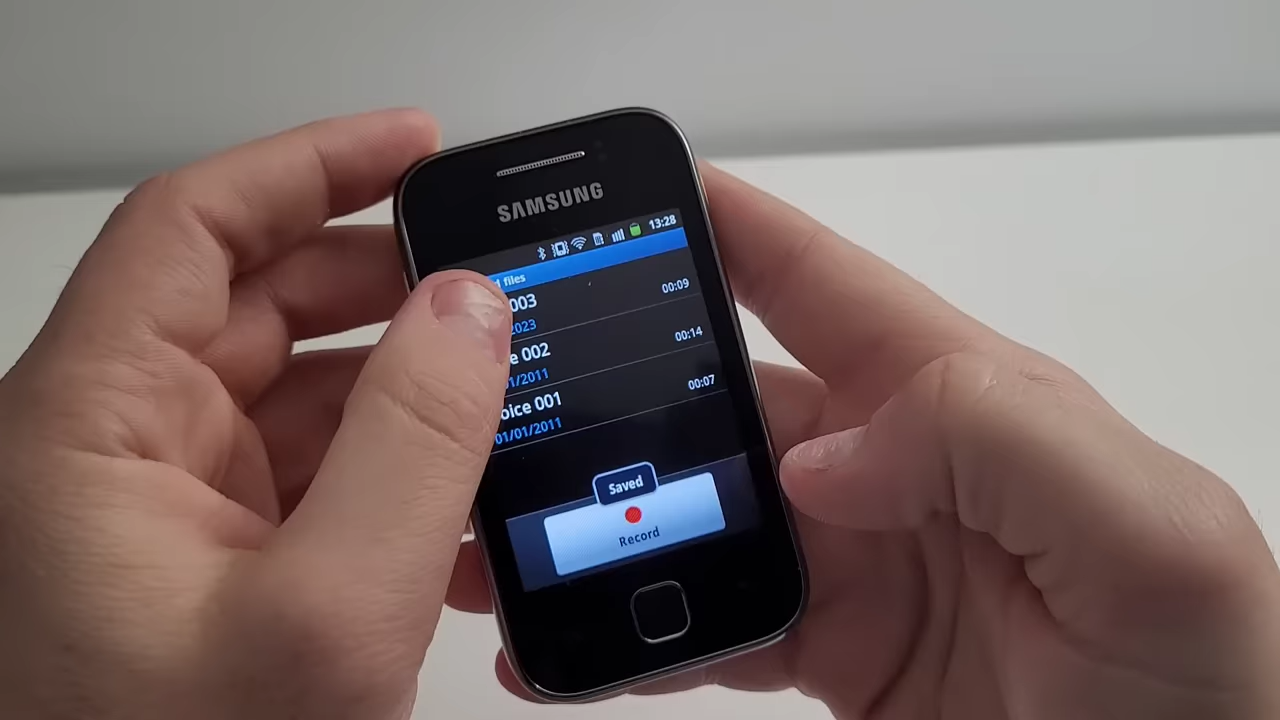 SAMSUNG
13:28
files
003
00:09
2023
002
00:14
01/2011
oice 001
00:07
01/01/2011
Saved
Record